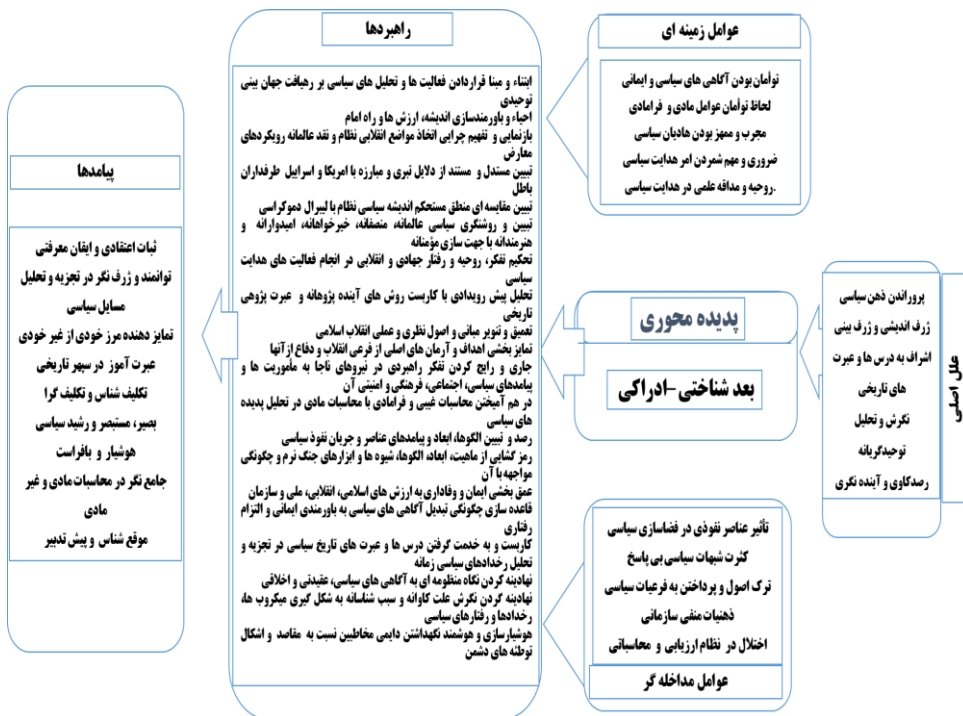 علل اصلی
پروراندن ذهن سیاسی
ژرف اندیشی و ژرف بینی
اشراف به درس ها و عبرت
های تاریخی
نگرش و تحلیل
توحیدگریانه
رصدکاوی و آینده نگری
عوامل زمینه ای
توأمان بودن آگاهی های سیاسی و ایمانی
لحاظ توأمان عوامل مادی و فرامادی
مجرب و ممهز بودن هادیان سیاسی
ضروری و مهم شمردن امر هدایت سیاسی
روحیه و مداقه علمی در هدایت سیاسی.
پدیده محوری
بعد شناختی-ادراکی
تأثیر عناصر نفوذی در فضاسازی سیاسی
کثرت شبهات سیاسی بی پاسخ
ترک اصول و پرداختن به فرعیات سیاسی
ذهنیات منفی سازمانی
اختلال در نظام ارزیابی و محاسباتی
عوامل مداخله گر
راهبردها
ابتناء و مبنا قراردادن فعالیت ها و تحلیل های سیاسی بر رهیافت جهان بینی
توحیدی
احیاء و باورمندسازی اندیشه، ارزش ها و راه امام
بازنمایی و تفهیم چرایی اتخاذ مواضع انقلابی نظام و نقد عالمانه رویکردهای
معارض
تبیین مستدل و مستند از دلایل تبری و مبارزه با امریکا و اسراییل طرفداران
باطل
تبیین مقایسه ای منطق مستحکم اندیشه سیاسی نظام با لیبرال دموکراسی
تبیین و روشنگری سیاسی عالمانه، منصفانه، خیرخواهانه، امیدوارانه و
هنرمندانه با جهت سازی مؤمنانه
تحکیم تفکر، روحیه و رفتار جهادی و انقلابی در انجام فعالیت های هدایت
سیاسی
تحلیل پیش رویدادی با کاربست روش های آینده پژوهانه و عبرت پژوهی
تاریخی
تعمیق و تنویر مبانی و اصول نظری و عملی انقلاب اسلامی
تمایز بخشی اهداف و آرمان های اصلی از فرعی انقلاب و دفاع ازآنها
جاری و رایج کردن تفکر راهبردی در نیروهای ناجا به مأموریت ها و
پیامدهای سیاسی، اجتماعی، فرهنگی و امنیتی آن
در هم آمیختن محاسبات غیبی و فرامادی با محاسبات مادی در تحلیل پدیده
های سیاسی
رصد و تبیین الگوها، ابعاد و پیامدهای عناصر و جریان نفوذ سیاسی
رمز گشایی از ماهیت، ابعاد، الگوها، شیوه ها و ابزارهای جنگ نرم و چگونگی
مواجهه با آن
عمق بخشی ایمان و وفاداری به ارزش های اسلامی، انقلابی، ملی و سازمان
قاعده سازی چگونگی تبدیل آگاهی های سیاسی به باورمندی ایمانی و التزام
رفتاری
کاربست و به خدمت گرفتن درس ها و عبرت های تاریخ سیاسی در تجزیه و
تحلیل رخدادهای سیاسی زمانه
نهادینه کردن نگاه منظومه ای به آگاهی های سیاسی، عقیدتی و اخلاقی
نهادینه کردن نگرش علت کاوانه و سبب شناسانه به شکل گیری میکروب ها،
رخدادها و رفتارهای سیاسی
هوشیارسازی و هوشمند نگهداشتن دایمی مخاطبین نسبت به مقاصد و اشکال
توطئه های دشمن
پیامدها
ثبات اعتقادی و ایقان معرفتی
توانمند و ژرف نگر در تجزیه و تحلیل
مسایل سیاسی
تمایز دهنده مرز خودی از غیر خودی
عبرت آموز در سپهر تاریخی
تکلیف شناس و تکلیف گرا
بصیر، مستبصر و رشید سیاسی
هوشیار و بافراست
جامع نگر در محاسبات مادی و غیر
مادی
موقع شناس و پیش تدبیر